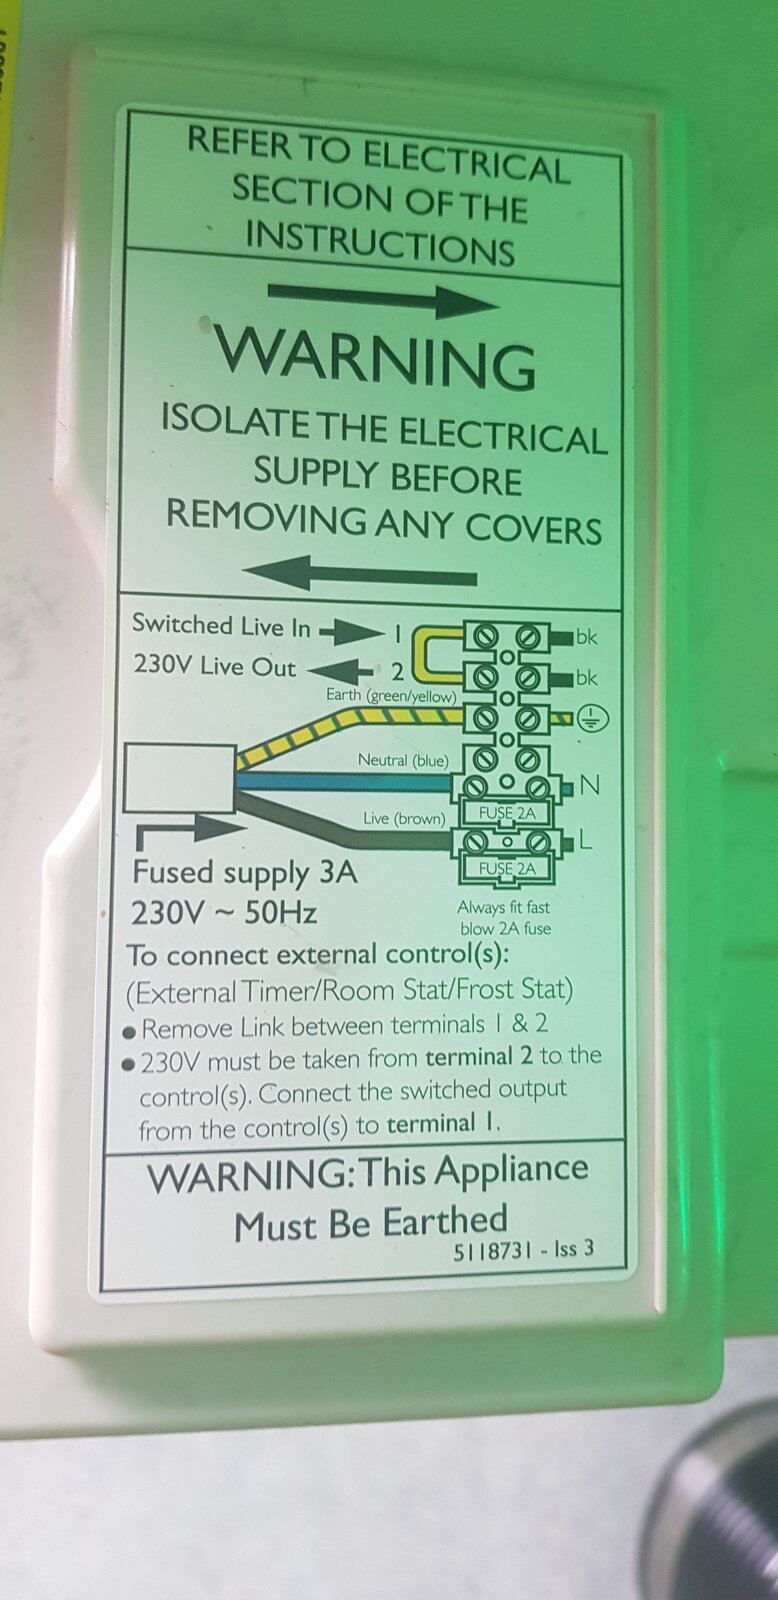 REFER TO ELECTRICAL
SECTION OF THE
INSTRUCTIONS
WARNING
ISOLATE THE ELECTRICAL
SUPPLY BEFORE
REMOVING ANY COVERS
Switched Live In 1 bk
230V Live Out 2 bk
Earth (green/yellow)
Neutral (blue) N
FUSE 2A
Live (brown) L
FUSE 2A
Fused supply 3A
230V ~ 50Hz
Always fit fast
blow 2A fuse
To connect external control(s):
(External Timer/Room Stat/Frost Stat)
● Remove Link between terminals 1 & 2
● 230V must be taken from terminal 2 to the
control(s). Connect the switched output
from the control(s) to terminal 1.
WARNING: This Appliance
Must Be Earthed
5118731 - Iss 3